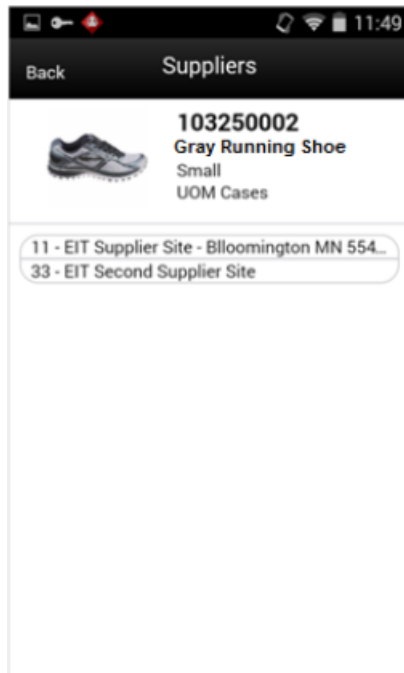 11:49
Back
Suppliers
103250002
Gray Running Shoe
Small
UOM Cases
11 - EIT Supplier Site - Blloomington MN 554...
33 - EIT Second Supplier Site